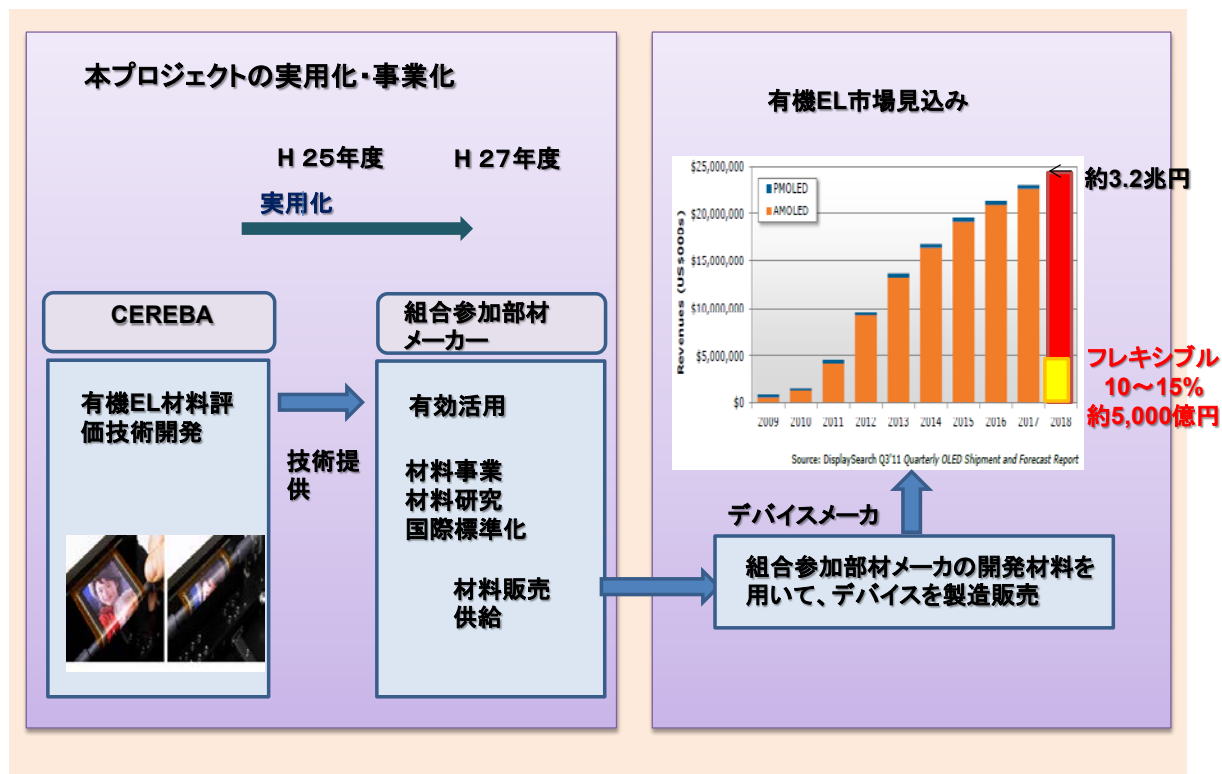 本プロジェクトの実用化・事業化
H 25年度
H 27年度
実用化
CEREBA
有機EL材料評
価技術開発
技術提
供
組合参加部材
メーカー
有効活用
材料事業
材料研究
国際標準化
材料販売
供給
有機EL市場見込み
Revenues (US$000s)
$25,000,000
$20,000,000
$15,000,000
$10,000,000
$5,000,000
$0
PMOLED
AMOLED
2009 2010 2011 2012 2013 2014 2015 2016 2017 2018
約3.2兆円
フレキシブル
10～15%
約5,000億円
Source: DisplaySearch Q3'11 Quarterly OLED Shipment and Forecast Report
デバイスメーカ
組合参加部材メーカの開発材料を
用いて、デバイスを製造販売